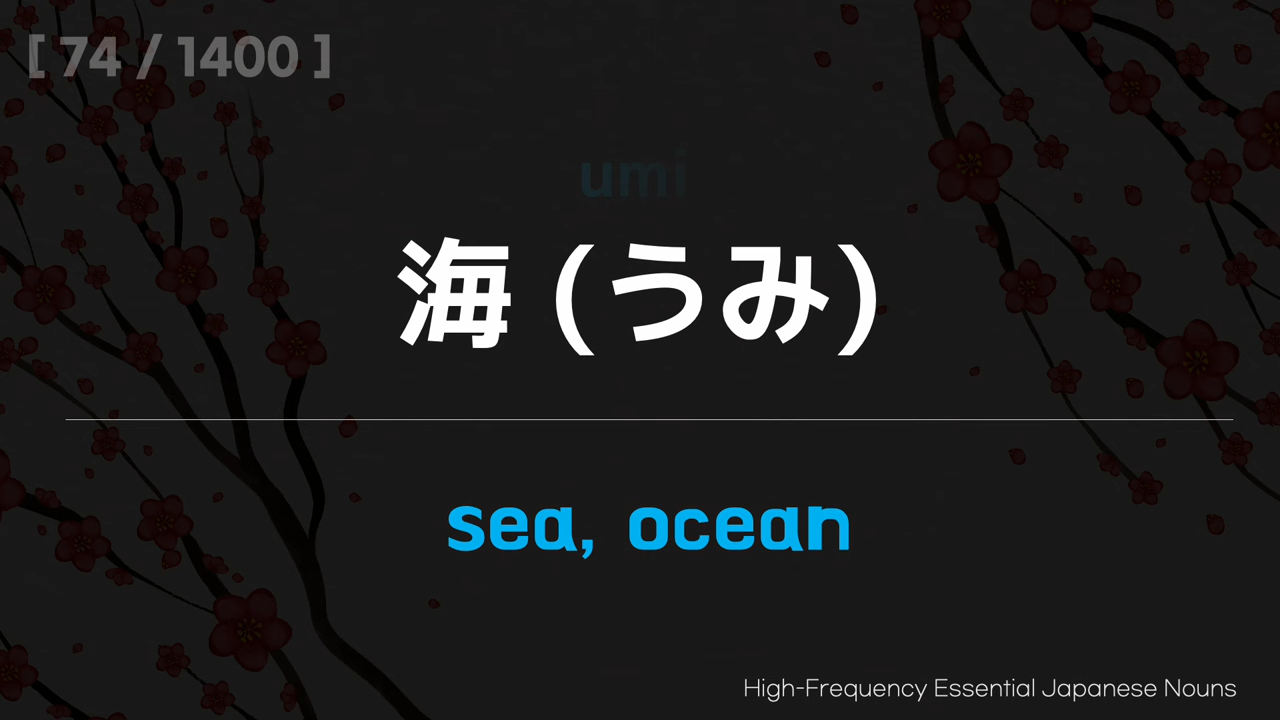 [ 74 / 1400 ]
umi
海 (うみ)
sea, ocean
High-Frequency Essential Japanese Nouns